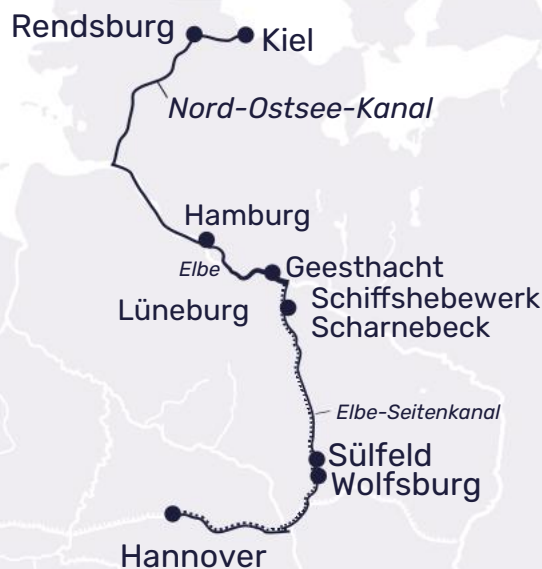 Rendsburg
Kiel
Nord-Ostsee-Kanal
Hamburg
Elbe
Geesthacht
Lüneburg
Schiffshebewerk
Scharnebeck
Elbe-Seitenkanal
Sülfeld
Wolfsburg
Hannover